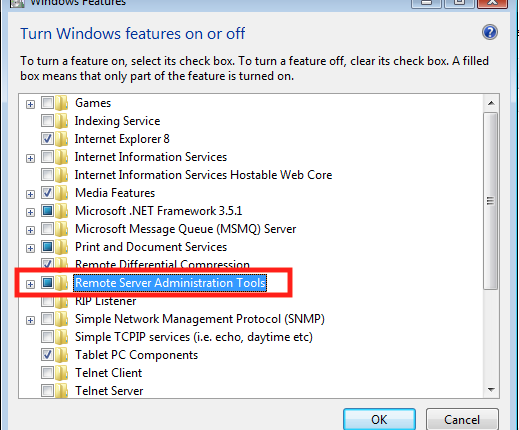 Windows Features
Turn Windows features on or off
To turn a feature on, select its check box. To turn a feature off, clear its check box. A filled
box means that only part of the feature is turned on.
Games
Indexing Service
Internet Explorer 8
Internet Information Services
Internet Information Services Hostable Web Core
Media Features
Microsoft .NET Framework 3.5.1
Microsoft Message Queue (MSMQ) Server
Print and Document Services
Remote Differential Compression
Remote Server Administration Tools
RIP Listener
Simple Network Management Protocol (SNMP)
Simple TCPIP services (i.e. echo, daytime etc)
Tablet PC Components
Telnet Client
Telnet Server
OK Cancel